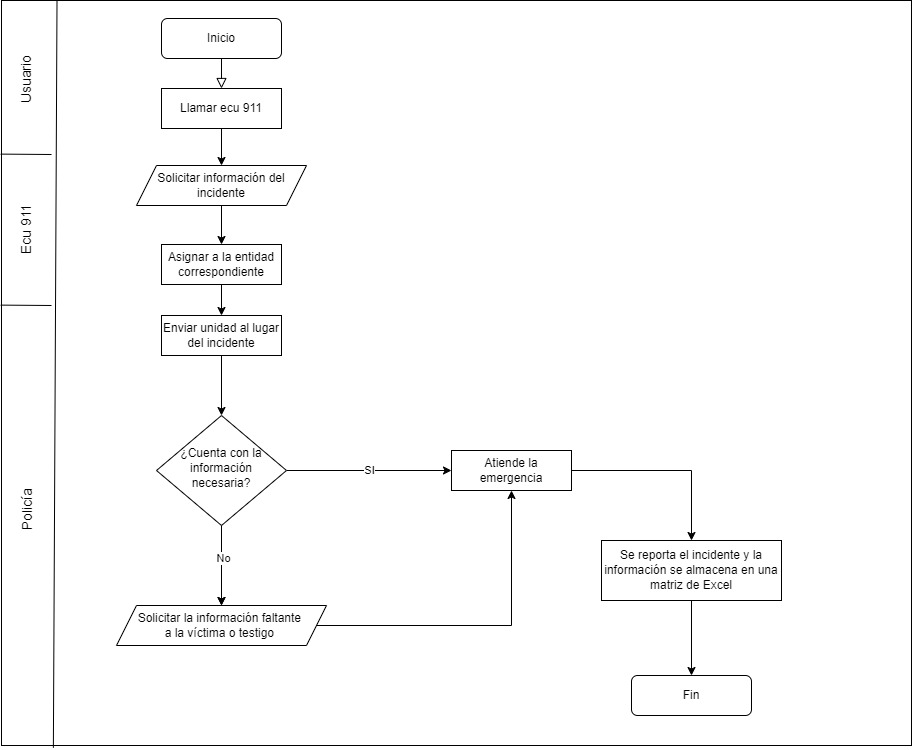 Usuario
Inicio
Llamar ecu 911
Ecu 911
Solicitar información del
incidente
Asignar a la entidad
correspondiente
Policía
Enviar unidad al lugar
del incidente
¿Cuenta con la
información
necesaria?
SI
Atiende la
emergencia
No
Se reporta el incidente y la
información se almacena en una
matriz de Excel
Solicitar la información faltante
a la víctima o testigo
Fin